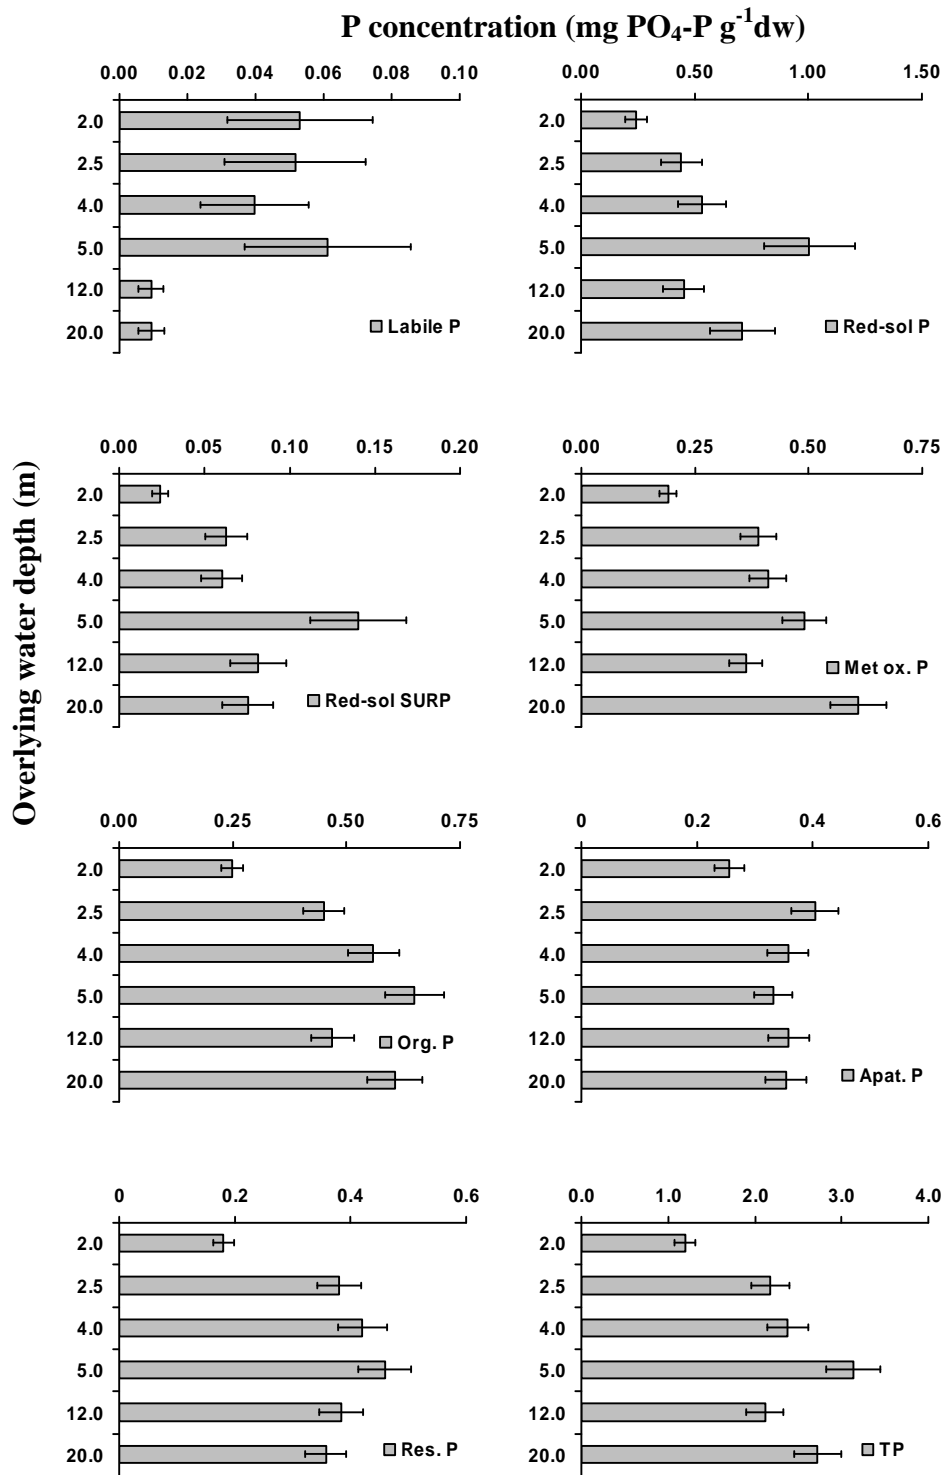 P concentration (mg PO₄-P g⁻¹dw)
Overlying water depth (m)
0.00 0.02 0.04 0.06 0.08 0.10
2.0
2.5
4.0
5.0
12.0
20.0
Labile P
0.00 0.50 1.00 1.50
2.0
2.5
4.0
5.0
12.0
20.0
Red-sol P
0.00 0.05 0.10 0.15 0.20
2.0
2.5
4.0
5.0
12.0
20.0
Red-sol SURP
0.00 0.25 0.50 0.75
2.0
2.5
4.0
5.0
12.0
20.0
Met ox. P
0.00 0.25 0.50 0.75
2.0
2.5
4.0
5.0
12.0
20.0
Org. P
0 0.2 0.4 0.6
2.0
2.5
4.0
5.0
12.0
20.0
Apat. P
0 0.2 0.4 0.6
2.0
2.5
4.0
5.0
12.0
20.0
Res. P
0.0 1.0 2.0 3.0 4.0
2.0
2.5
4.0
5.0
12.0
20.0
TP